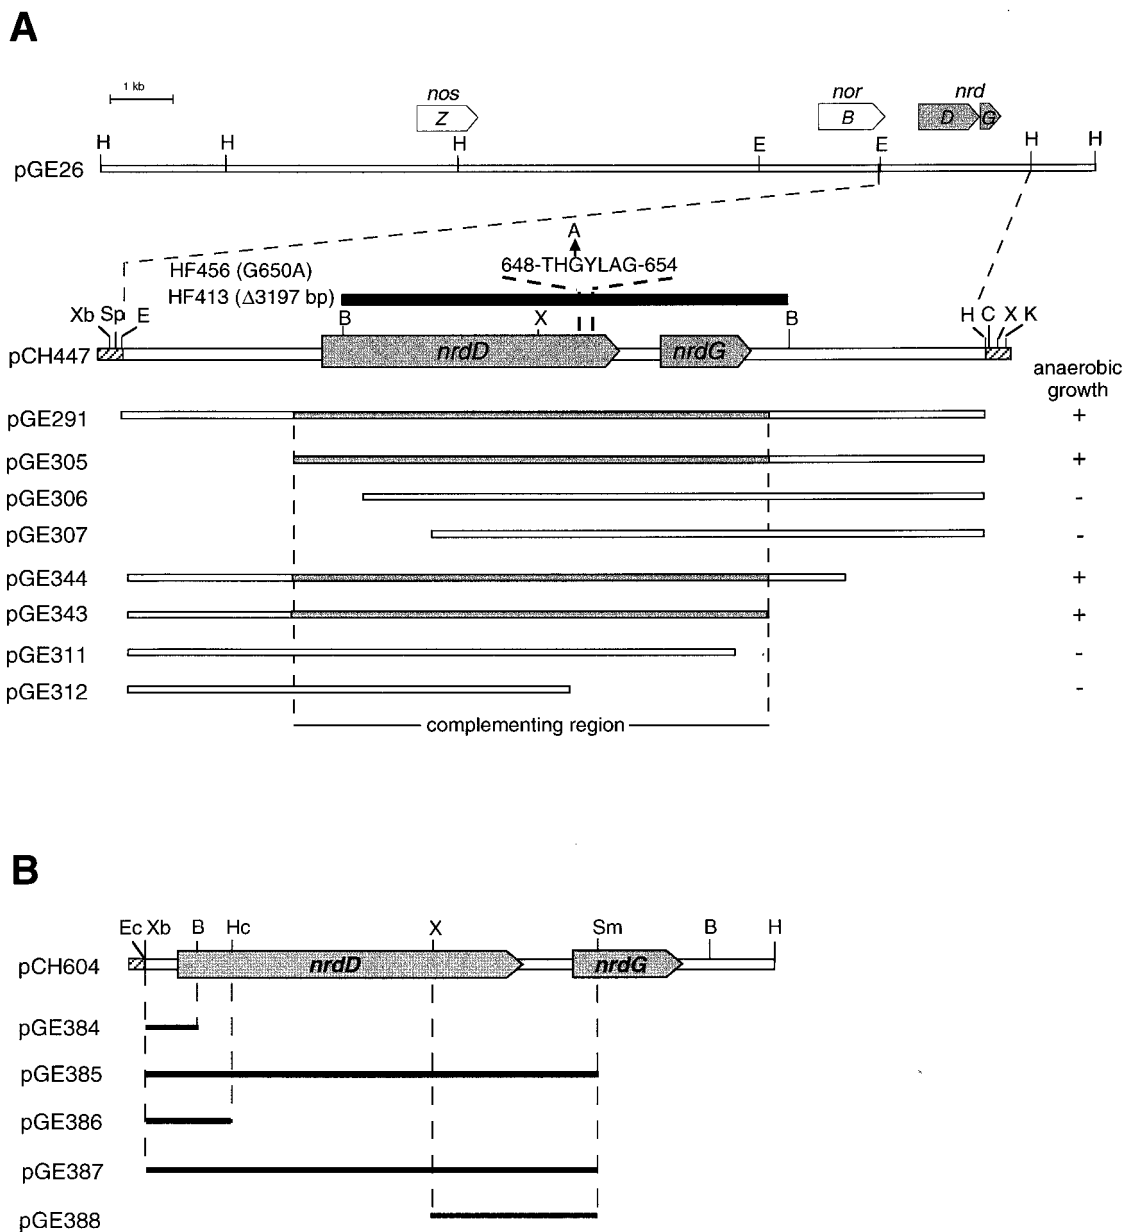 A
1 kb
nos
nor
nrd
Z
B
D
G
H
H
H
E
E
H
H
pGE26
A
HF456 (G650A)
648-THGYLAG-654
HF413 (Δ3197 bp)
Xb Sp E
B
X
B
H C X K
pCH447
nrdD
nrdG
anaerobic
growth
pGE291
+
pGE305
+
pGE306
-
pGE307
-
pGE344
+
pGE343
+
pGE311
-
pGE312
-
complementing region
B
Ec Xb B Hc X Sm B H
pCH604
nrdD
nrdG
pGE384
pGE385
pGE386
pGE387
pGE388